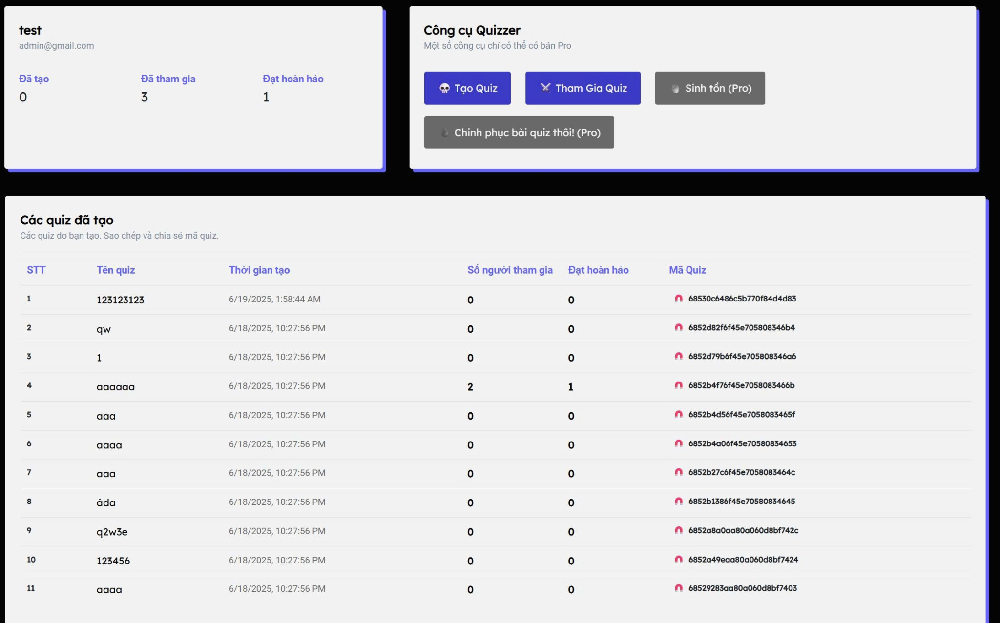 test
admin@gmail.com
Đã tạo Đã tham gia Đạt hoàn hảo
0 3 1
Công cụ Quizzer
Một số công cụ chỉ có thể có bản Pro
Tạo Quiz Tham Gia Quiz Sinh tồn (Pro)
Chinh phục bài quiz thôi! (Pro)
Các quiz đã tạo
Các quiz do bạn tạo. Sao chép và chia sẻ mã quiz.
STT Tên quiz Thời gian tạo Số người tham gia Đạt hoàn hảo Mã Quiz
1 123123123 6/19/2025, 1:58:44 AM 0 0 68530c6486c5b770f84d4d83
2 qw 6/18/2025, 10:27:56 PM 0 0 6852d82f6f45e705808346b4
3 1 6/18/2025, 10:27:56 PM 0 0 6852d79b6f45e705808346a6
4 aaaaaa 6/18/2025, 10:27:56 PM 2 1 6852b4f76f45e7058083466b
5 aaa 6/18/2025, 10:27:56 PM 0 0 6852b4d56f45e7058083465f
6 aaaa 6/18/2025, 10:27:56 PM 0 0 6852b4a06f45e70580834653
7 aaa 6/18/2025, 10:27:56 PM 0 0 6852b27c6f45e7058083464c
8 áda 6/18/2025, 10:27:56 PM 0 0 6852b1386f45e70580834645
9 q2w3e 6/18/2025, 10:27:56 PM 0 0 6852a8a0aa80a060d8bf742c
10 123456 6/18/2025, 10:27:56 PM 0 0 6852a49eaa80a060d8bf7424
11 aaaa 6/18/2025, 10:27:56 PM 0 0 68529283aa80a060d8bf7403